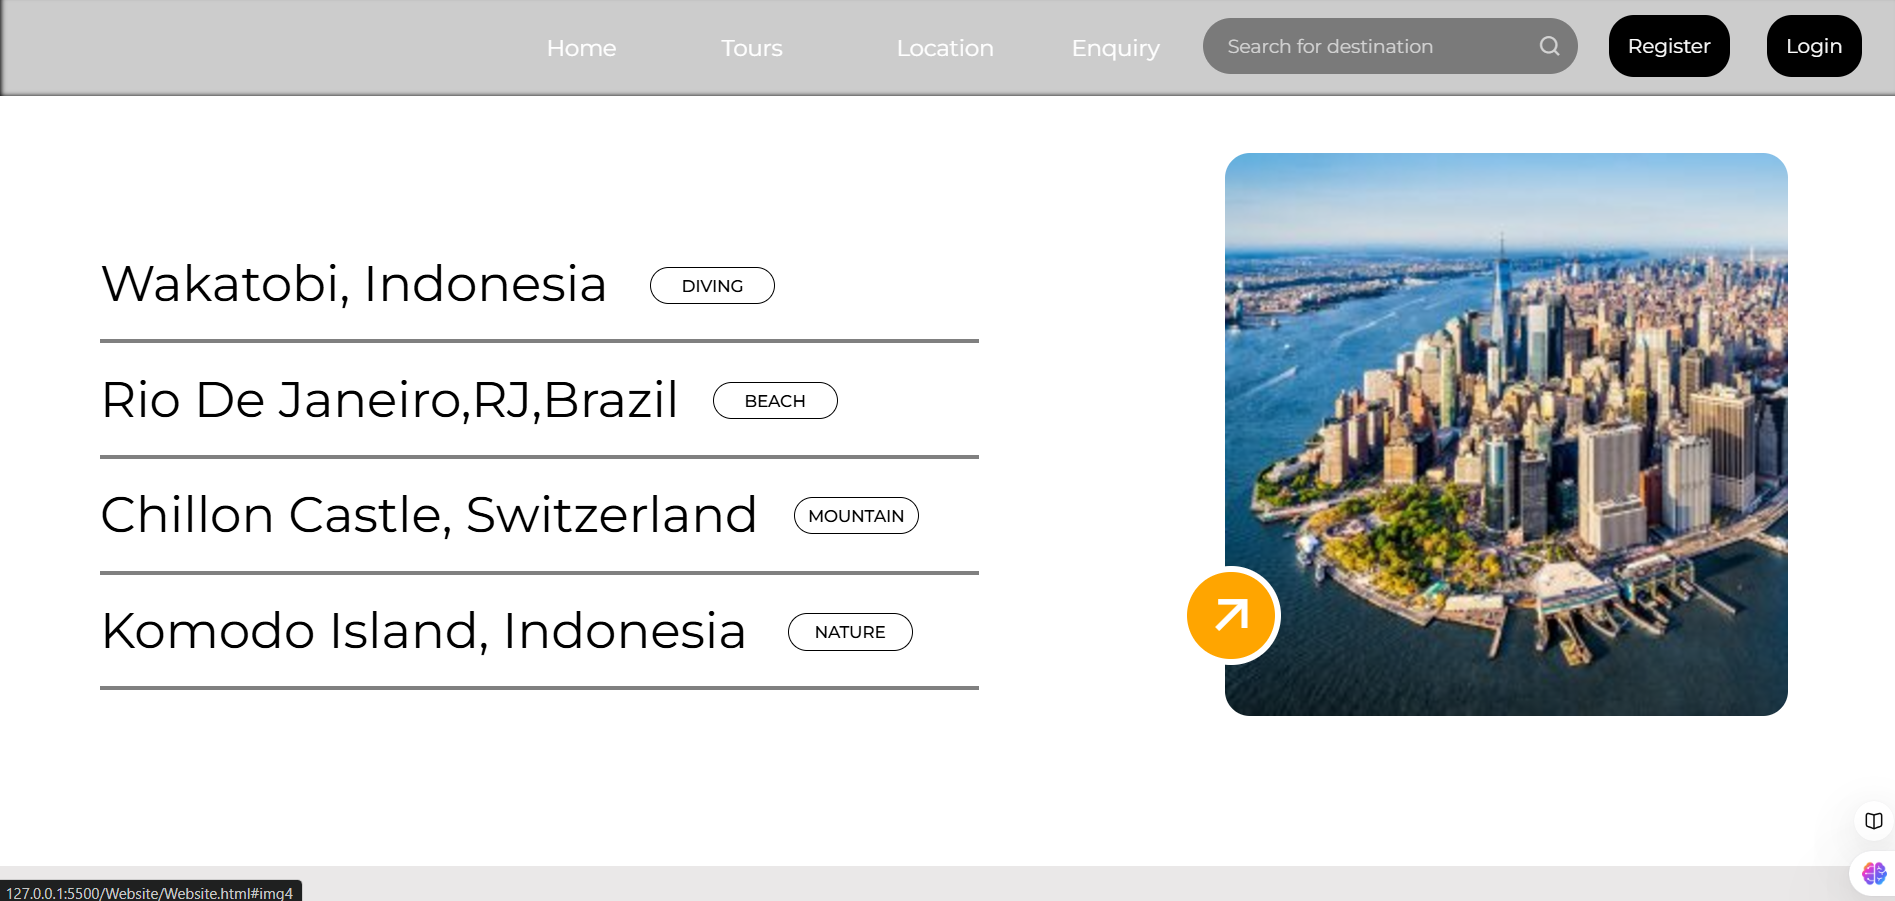 Home Tours Location Enquiry Search for destination Register Login
Wakatobi, Indonesia DIVING
Rio De Janeiro,RJ,Brazil BEACH
Chillon Castle, Switzerland MOUNTAIN
Komodo Island, Indonesia NATURE
127.0.0.1:5500/Website/Website.html#img4